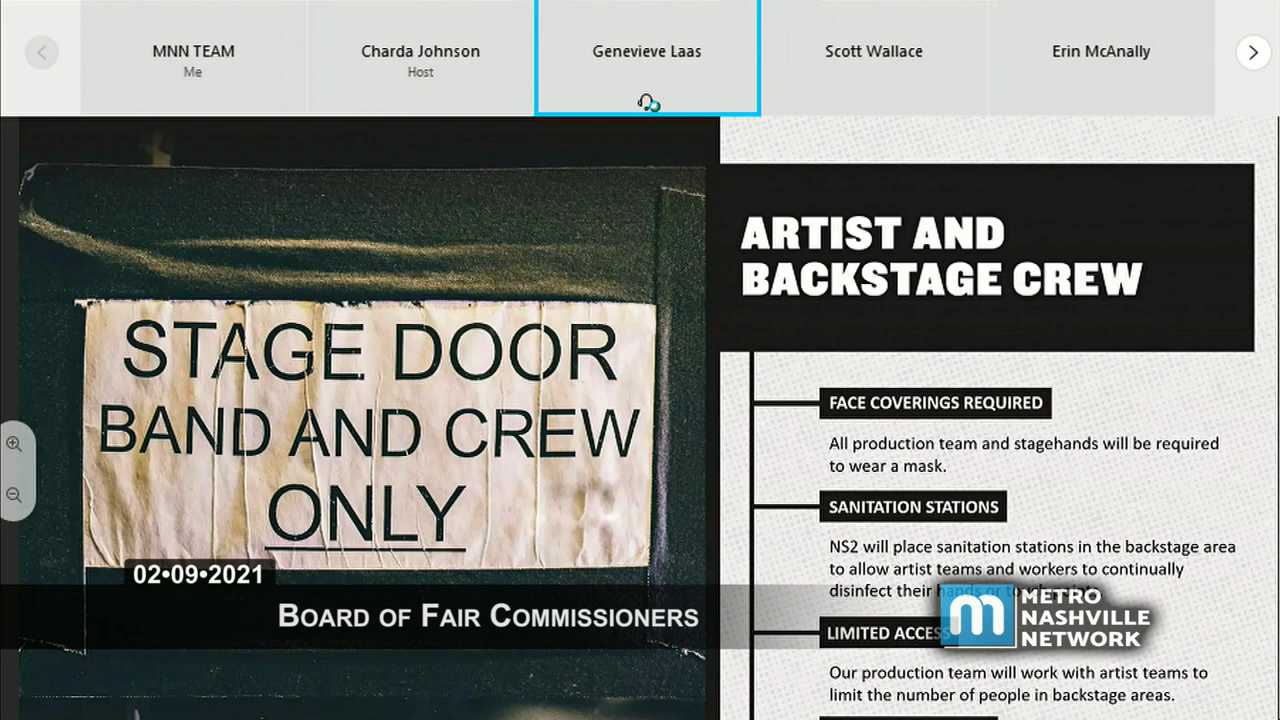 MNN TEAM
Me
Charda Johnson
Host
Genevieve Laas
Scott Wallace
Erin McAnally
STAGE DOOR
BAND AND CREW
ONLY
02•09•2021
BOARD OF FAIR COMMISSIONERS
ARTIST AND
BACKSTAGE CREW
FACE COVERINGS REQUIRED
All production team and stagehands will be required
to wear a mask.
SANITATION STATIONS
NS2 will place sanitation stations in the backstage area
to allow artist teams and workers to continually
disinfect their hands or
LIMITED ACCESS
Our production team will work with artist teams to
limit the number of people in backstage areas.
m METRO
NASHVILLE
NETWORK